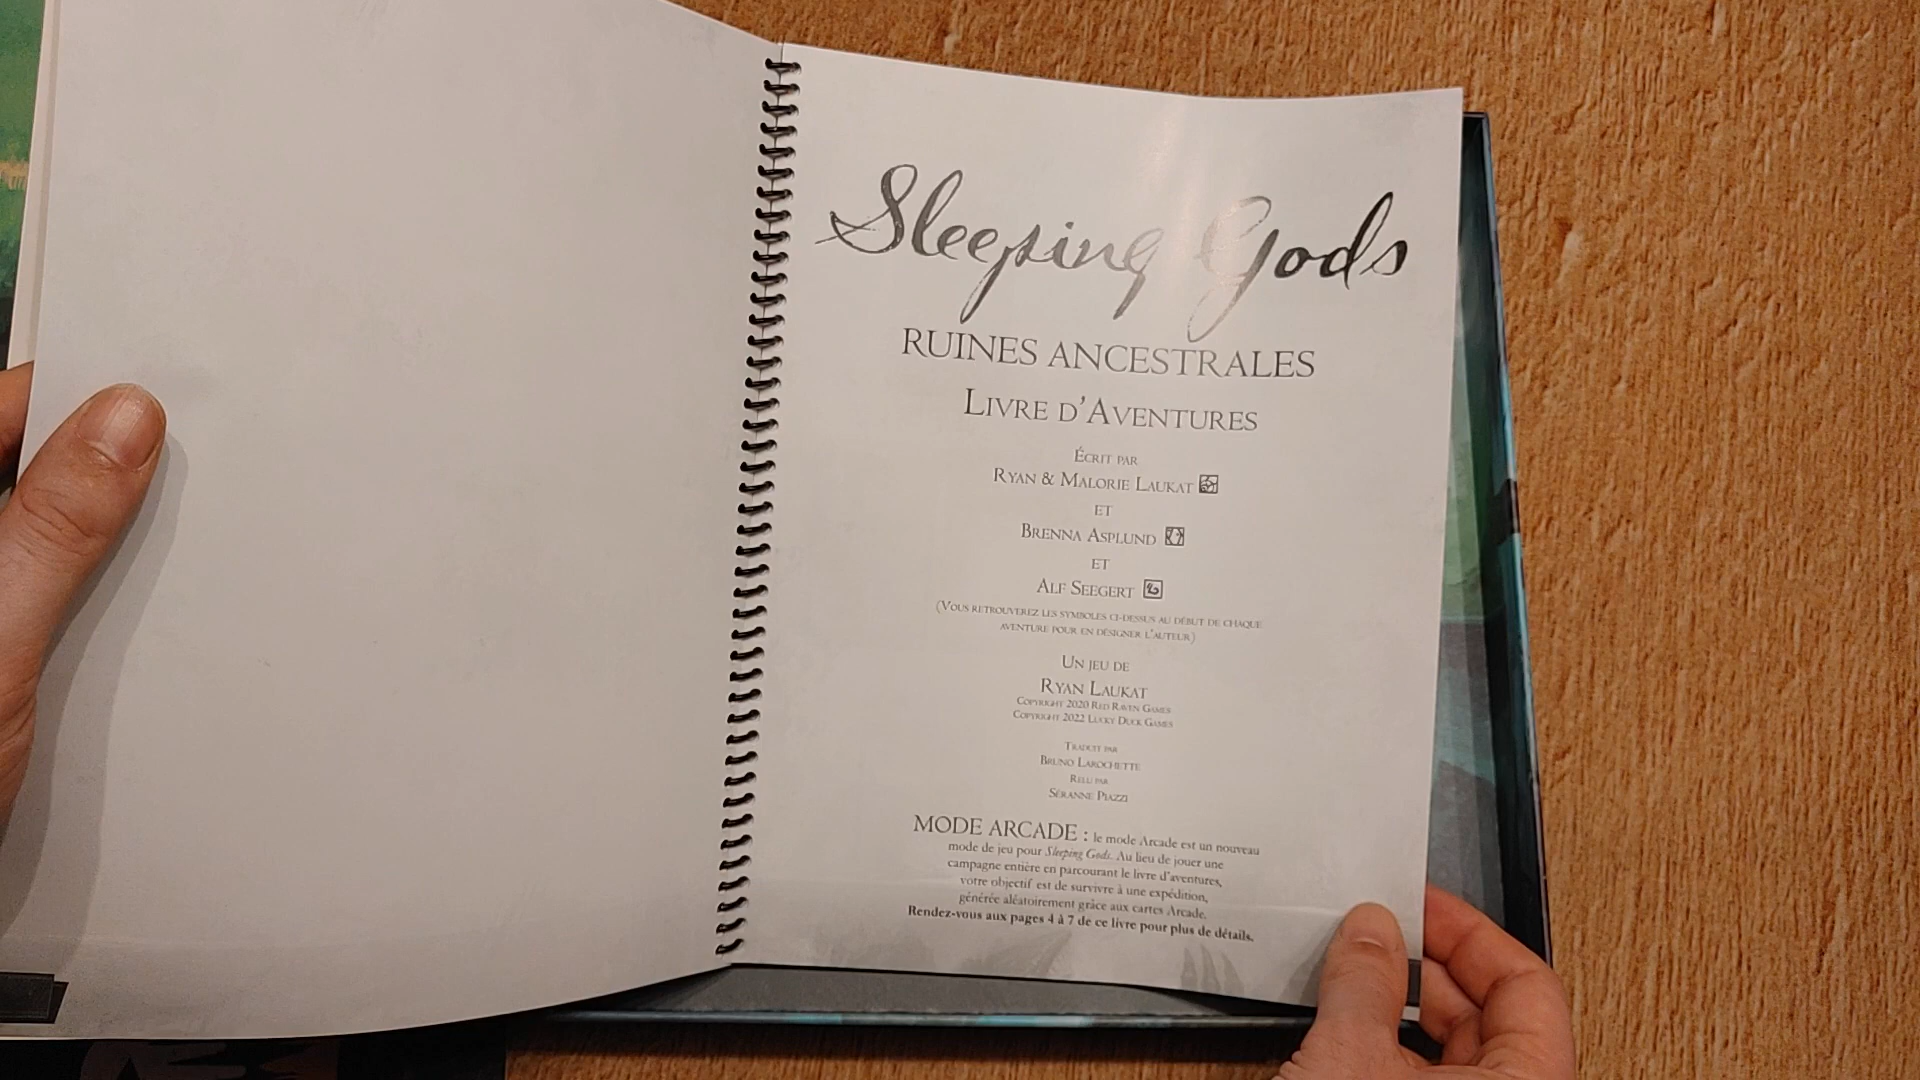 Sleeping Gods
RUINES ANCESTRALES
LIVRE D'AVENTURES
ÉCRIT PAR
RYAN & MALORIE LAUKAT
ET
BRENNA ASPLUND
ET
ALF SEEGERT
(VOUS RETROUVEREZ LES SYMBOLES CI-DESSUS AU DÉBUT DE CHAQUE
AVENTURE POUR EN DÉSIGNER L'AUTEUR)
UN JEU DE
RYAN LAUKAT
COPYRIGHT 2020 RED RAVEN GAMES
COPYRIGHT 2022 LUCKY DUCK GAMES
TRADUIT PAR
BRUNO LAROCHETTE
RELU PAR
SÉRANNE PIAZZI
MODE ARCADE : le mode Arcade est un nouveau
mode de jeu pour Sleeping Gods. Au lieu de jouer une
campagne entière en parcourant le livre d'aventures,
votre objectif est de survivre à une expédition,
générée aléatoirement grâce aux cartes Arcade.
Rendez-vous aux pages 4 à 7 de ce livre pour plus de détails.